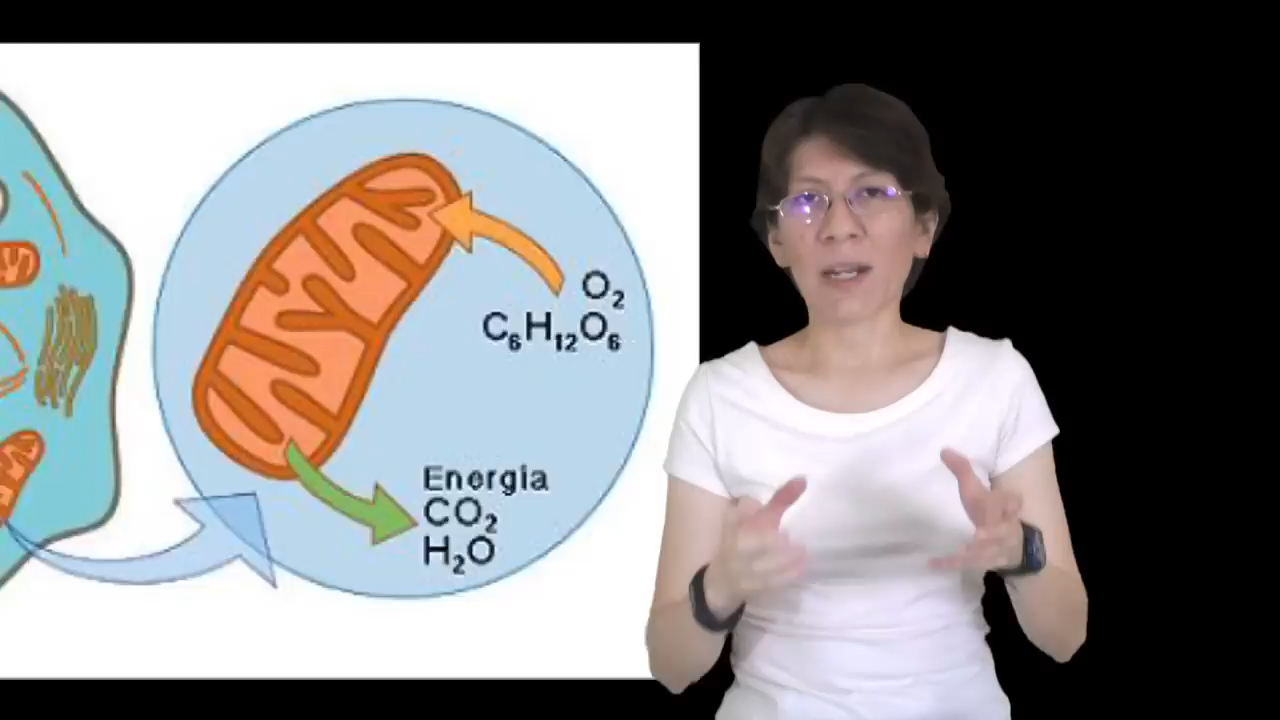 O₂
C₆H₁₂O₆
Energia
CO₂
H₂O